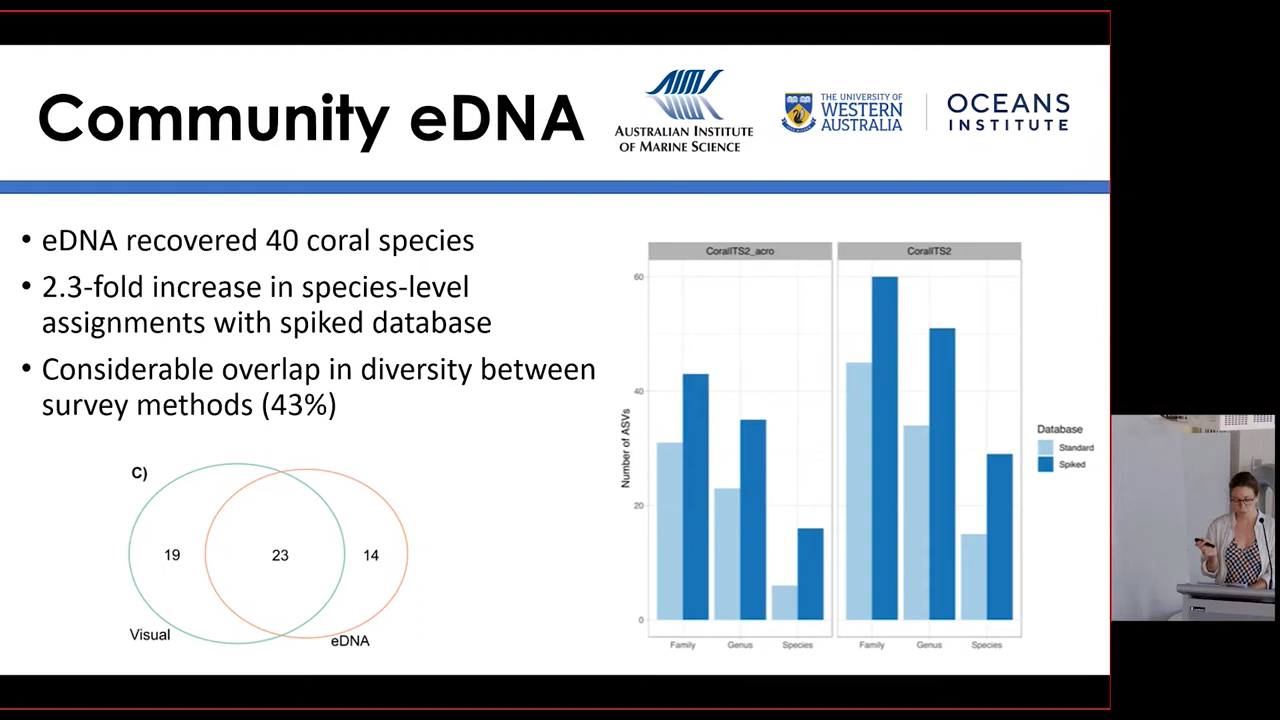 Community eDNA
AUSTRALIAN INSTITUTE
OF MARINE SCIENCE
THE UNIVERSITY OF
WESTERN
AUSTRALIA
OCEANS
INSTITUTE
• eDNA recovered 40 coral species
• 2.3-fold increase in species-level
assignments with spiked database
• Considerable overlap in diversity between
survey methods (43%)
C)
19
23
14
Visual
eDNA
CoralITS2_acro
CoralITS2
60
40
20
0
Number of ASVs
Family
Genus
Species
Family
Genus
Species
Database
Standard
Spiked